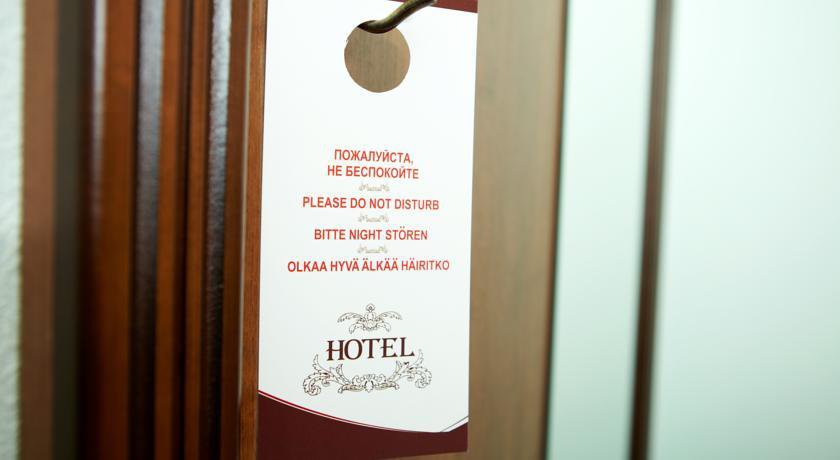 ПОЖАЛУЙСТА,
НЕ БЕСПОКОЙТЕ
PLEASE DO NOT DISTURB
BITTE NIGHT STÖREN
OLKAA HYVÄ ÄLKÄÄ HÄIRITKO
HOTEL